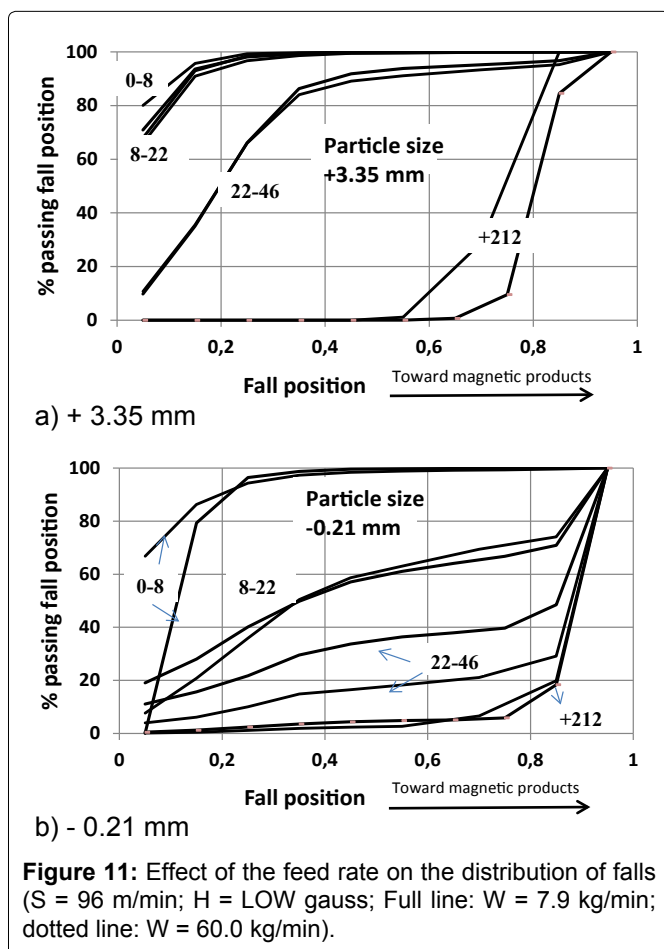 100
80
60
40
20
0
% passing fall position
0-8
8-22
22-46
Particle size
+3.35 mm
+212
0 0,2 0,4 0,6 0,8 1
Fall position Toward magnetic products
a) + 3.35 mm
100
80
60
40
20
0
% passing fall position
Particle size
-0.21 mm
0-8
8-22
22-46
+212
0 0,2 0,4 0,6 0,8 1
Fall position Toward magnetic products
b) - 0.21 mm
Figure 11: Effect of the feed rate on the distribution of falls
(S = 96 m/min; H = LOW gauss; Full line: W = 7.9 kg/min;
dotted line: W = 60.0 kg/min).